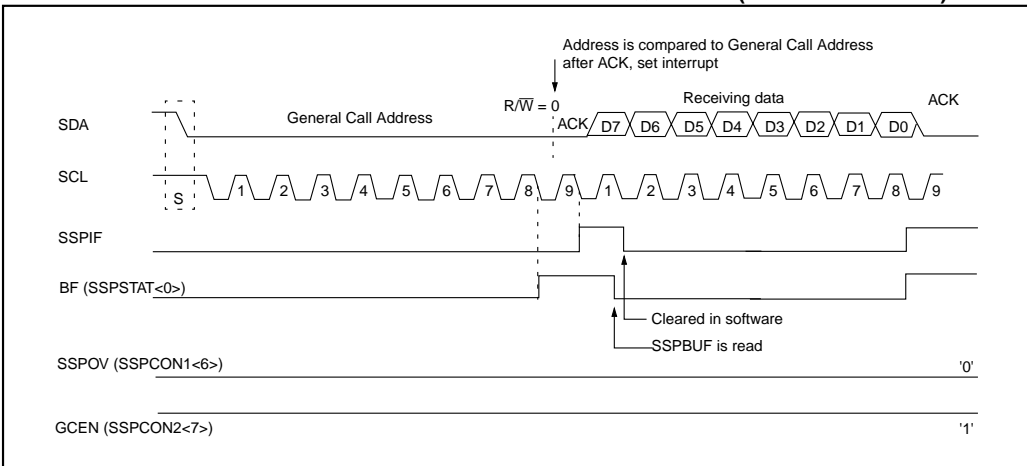 Address is compared to General Call Address
after ACK, set interrupt
R/W = 0
Receiving data
ACK
SDA
General Call Address
ACK
D7 D6 D5 D4 D3 D2 D1 D0
SCL
S
1 2 3 4 5 6 7 8 9 1 2 3 4 5 6 7 8 9
SSPIF
BF (SSPSTAT<0>)
Cleared in software
SSPBUF is read
SSPOV (SSPCON1<6>)
'0'
GCEN (SSPCON2<7>)
'1'